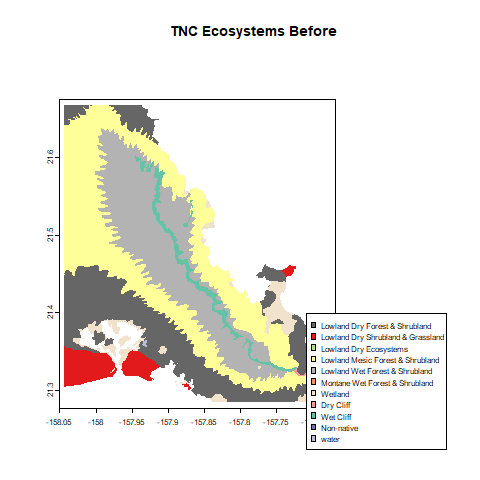 TNC Ecosystems Before
21.6
21.5
21.4
21.3
-158.05
-158
-157.95
-157.9
-157.85
-157.8
-157.75
Lowland Dry Forest & Shrubland
Lowland Dry Shrubland & Grassland
Lowland Dry Ecosystems
Lowland Mesic Forest & Shrubland
Lowland Wet Forest & Shrubland
Montane Wet Forest & Shrubland
Wetland
Dry Cliff
Wet Cliff
Non-native
water